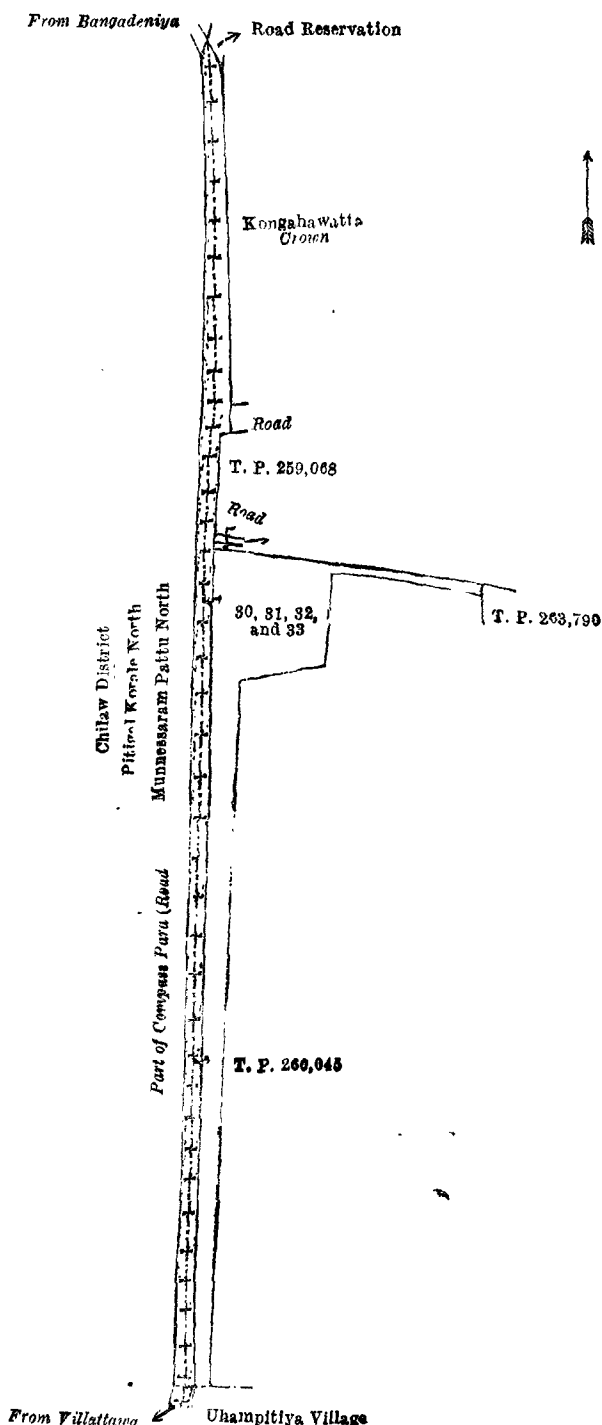 From Bangadeniya
Road Reservation
Kongahawatta
Crown
Road
T. P. 259,068
Road
30, 31, 32,
and 33
T. P. 263,790
Chilaw District
Pitigal Korale North
Munnessaram Pattu North
Part of Compass Para (Road
T. P. 260,045
From Villattawa
Uhampitiya Village